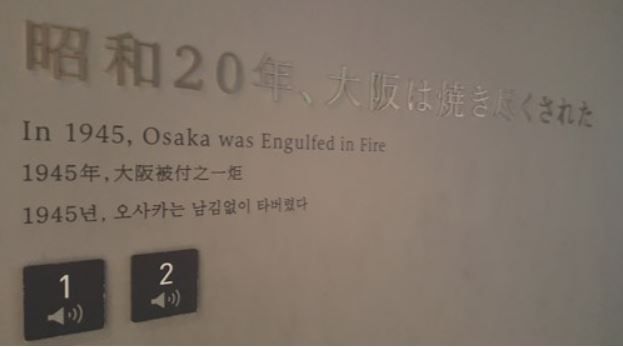 昭和20年、大阪は焼き尽くされた
In 1945, Osaka was Engulfed in Fire
1945年,大阪被付之一炬
1945년, 오사카는 남김없이 타버렸다
1 2